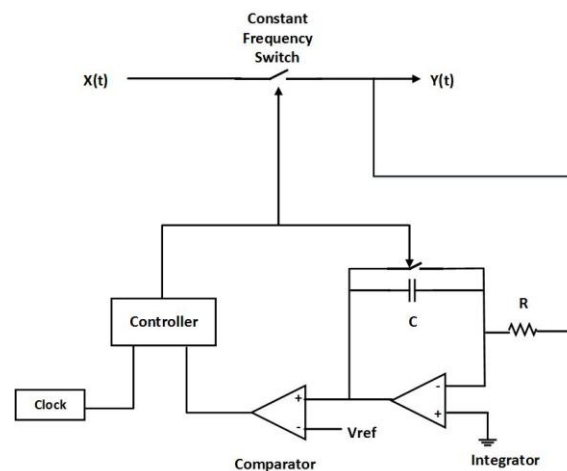 Constant
Frequency
Switch
X(t)
Y(t)
Controller
Clock
C
R
+
-
Vref
Comparator
-
+
Integrator